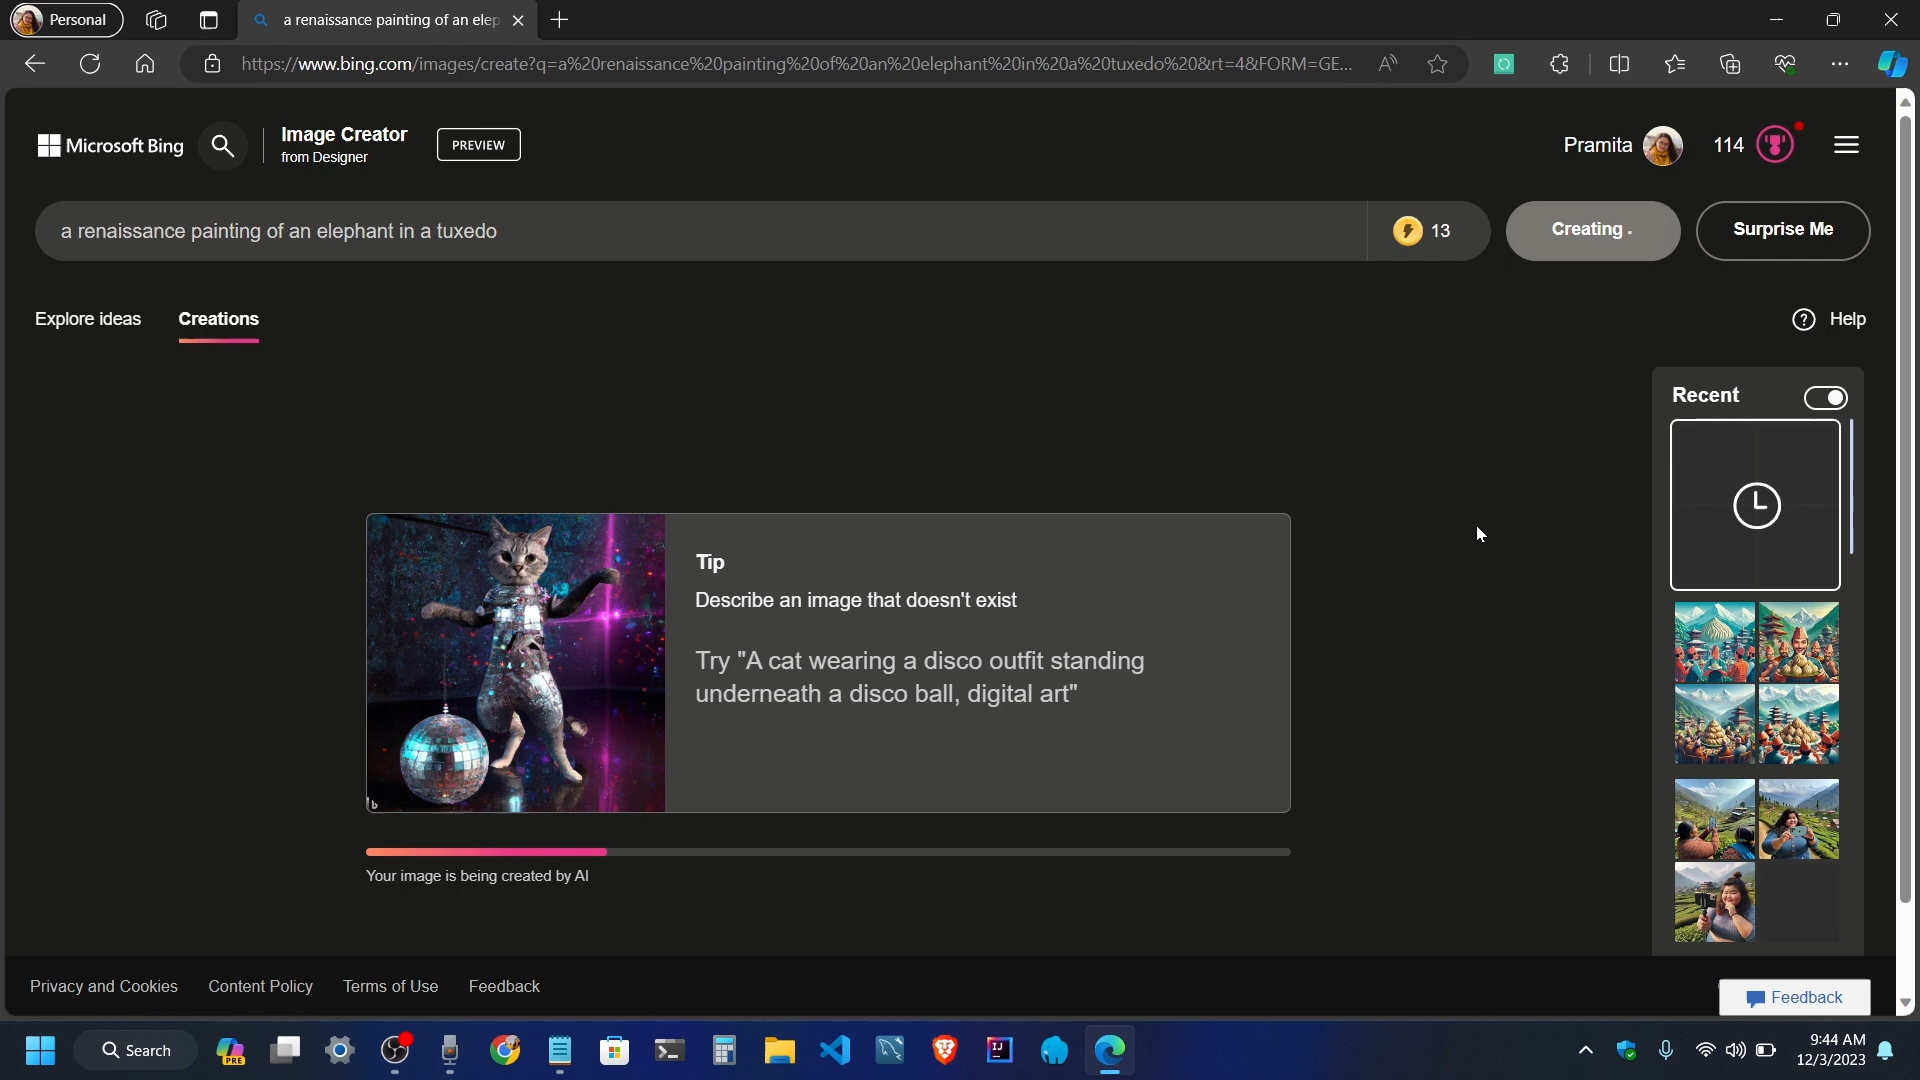 Personal
a renaissance painting of an elep
https://www.bing.com/images/create?q=a%20renaissance%20painting%20of%20an%20elephant%20in%20a%20tuxedo%20&rt=4&FORM=GE...
Microsoft Bing
Image Creator
from Designer
PREVIEW
Pramita
114
a renaissance painting of an elephant in a tuxedo
13
Creating .
Surprise Me
Explore ideas
Creations
Help
Recent
Tip
Describe an image that doesn't exist
Try "A cat wearing a disco outfit standing
underneath a disco ball, digital art"
Your image is being created by AI
Privacy and Cookies
Content Policy
Terms of Use
Feedback
Feedback
Search
PRE
9:44 AM
12/3/2023